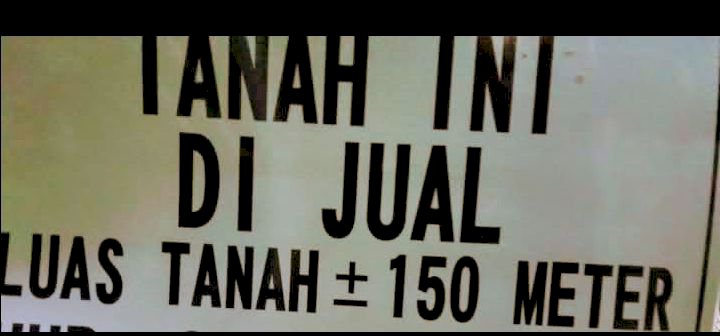 TANAH INI
DI JUAL
LUAS TANAH ± 150 METER